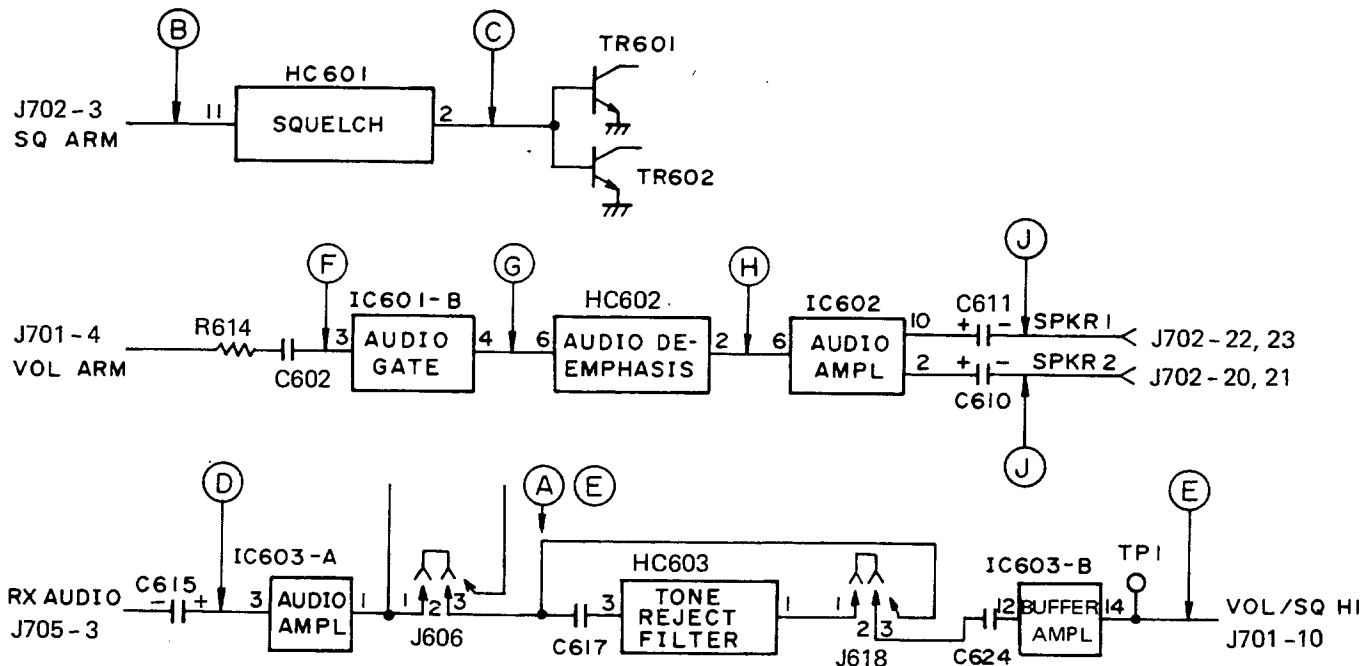 B
C
TR601
HC601
J702-3
SQ ARM
11
SQUELCH
2
TR602
F
G
H
J
IC601-B
HC602
IC602
C611
R614
10
+ -
SPKR 1
J702-22, 23
J701-4
VOL ARM
C602
3
AUDIO GATE
4
6
AUDIO DE-EMPHASIS
2
6
AUDIO AMPL
2
+ -
SPKR 2
J702-20, 21
C610
J
D
A
E
E
IC603-A
HC603
IC603-B
TP1
C615
RX AUDIO
- +
J705-3
3
AUDIO AMPL
1
1
2
3
J606
C617
3
TONE REJECT FILTER
1
1
2
3
J618
C624
12
BUFFER AMPL
14
VOL/SQ HI
J701-10